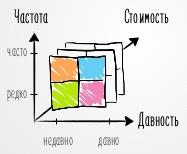 Частота
Стоимость
часто
редко
Давность
недавно
давно